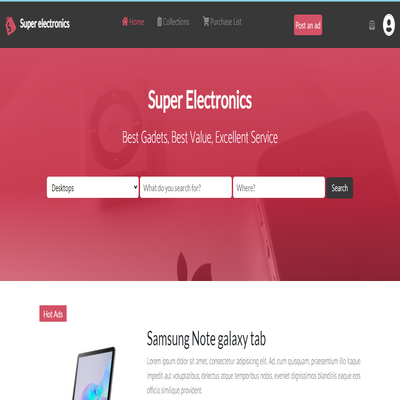 Super electronics
Home
Collections
Purchase List
Post an ad
Super Electronics
Best Gadets, Best Value, Excellent Service
Desktops
What do you search for?
Where?
Search
Hot Ads
Samsung Note galaxy tab
Lorem ipsum dolor sit amet, consectetur adipisicing elit. Ad, cum, quisquam, praesentium illo itaque
impedit aut voluptatibus, delectus atque temporibus nobis, eveniet dignissimos blanditiis eaque eos
officia similique provident.